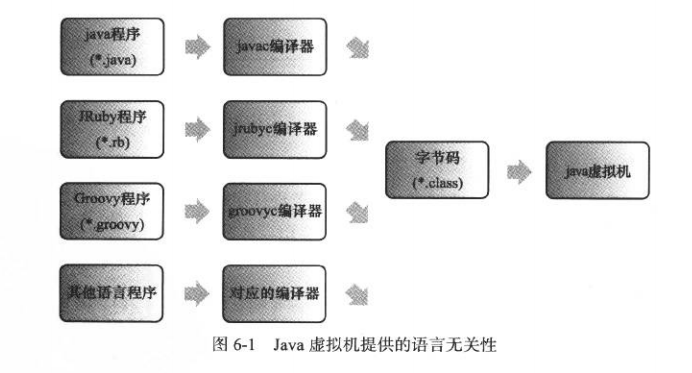 java程序
(*.java)
javac编译器
JRuby程序
(*.rb)
jrubyc编译器
Groovy程序
(*.groovy)
groovyc编译器
其他语言程序
对应的编译器
字节码
(*.class)
java虚拟机
图 6-1 Java 虚拟机提供的语言无关性